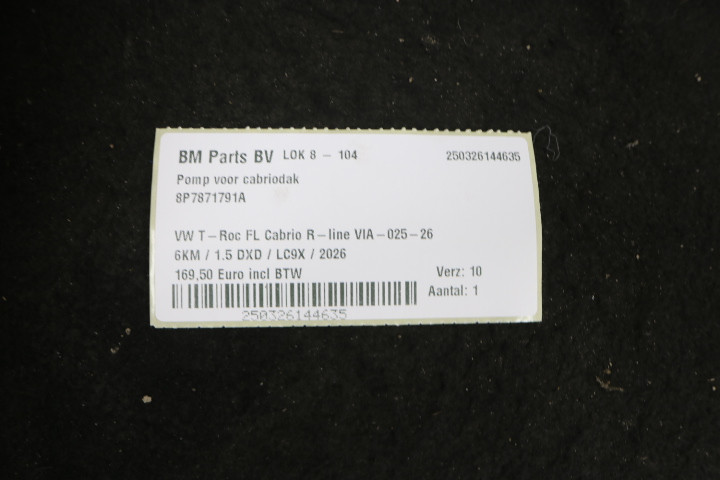 BM Parts BV LOK 8 - 104 250326144635
Pomp voor cabriodak
8P7871791A
VW T-Roc FL Cabrio R-line VIA-025-26
6KM / 1.5 DXD / LC9X / 2026
169,50 Euro incl BTW Verz: 10
Aantal: 1
250326144635